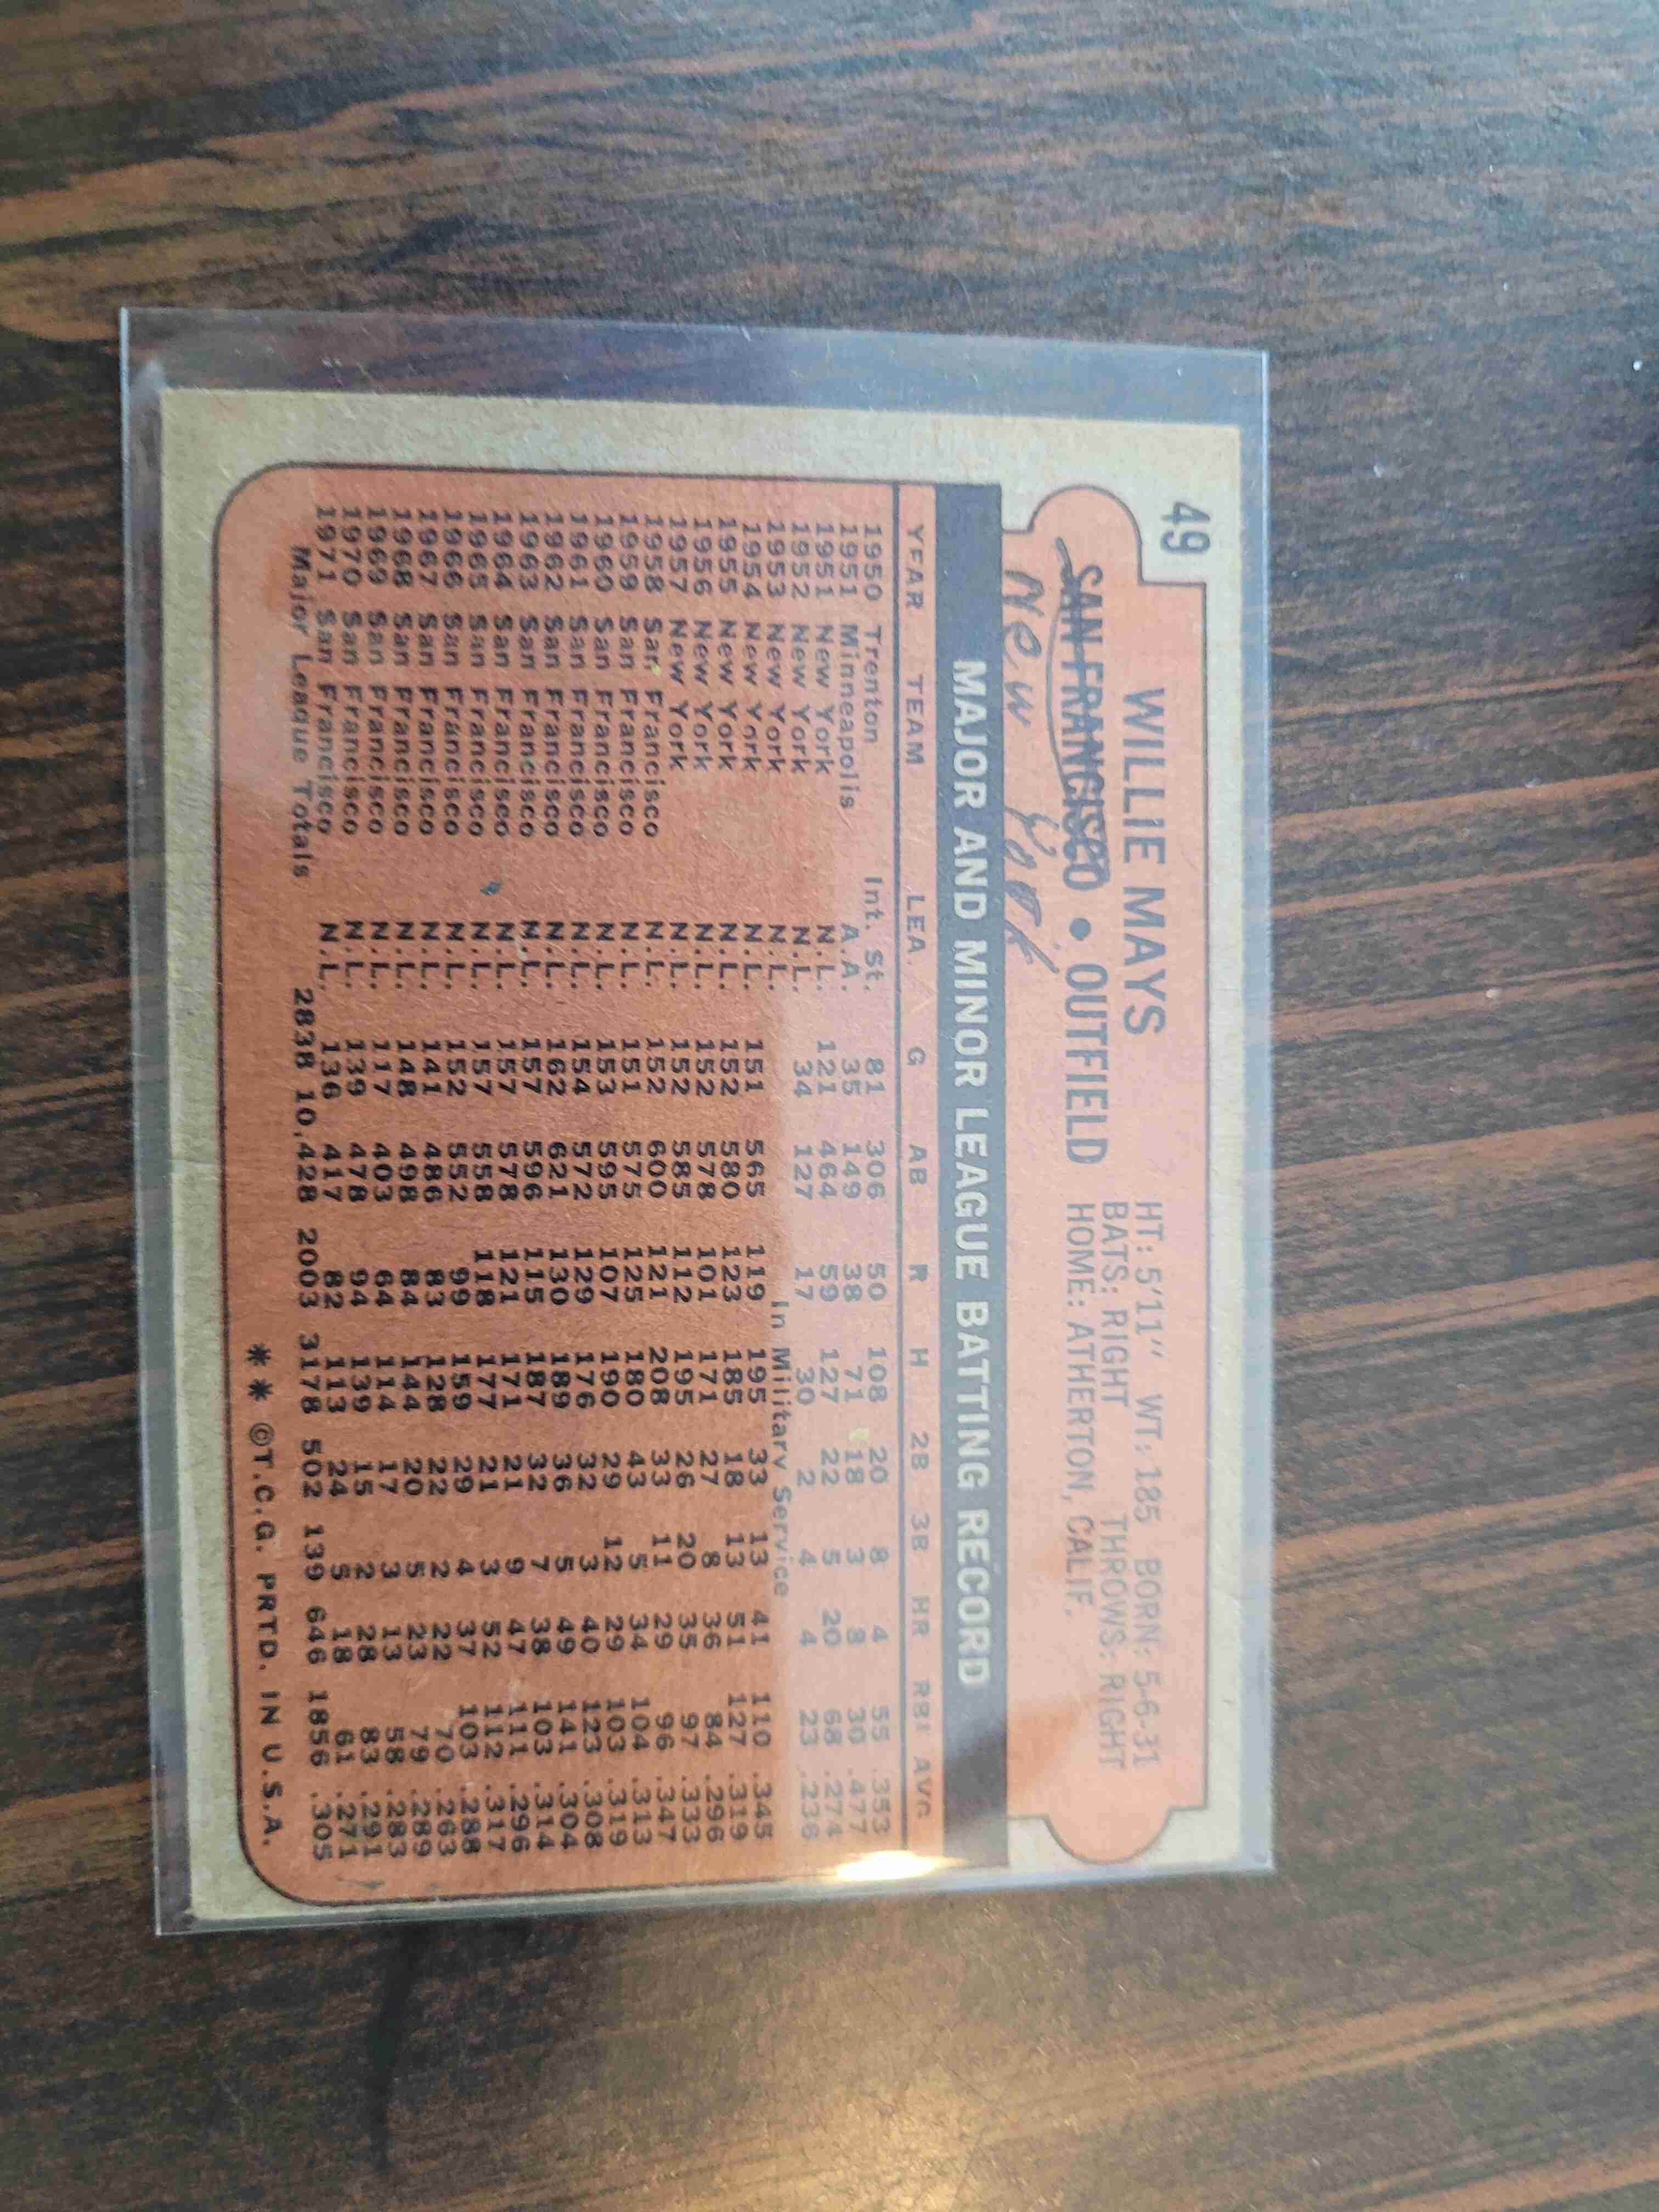 49
WILLIE MAYS
SAN FRANCISCO • OUTFIELD
New York
HT: 5'11" WT: 185 BORN: 5-6-31
BATS: RIGHT THROWS: RIGHT
HOME: ATHERTON, CALIF.
MAJOR AND MINOR LEAGUE BATTING RECORD
YEAR TEAM LEA. G AB R H 2B 3B HR RBI AVG.
1950 Trenton Int. St. 81 306 50 108 20 8 4 55 .353
1951 Minneapolis A.A. 35 149 38 71 18 3 8 30 .477
1951 New York N.L. 121 464 59 127 22 5 20 68 .274
1952 New York N.L. 34 127 17 30 2 4 4 23 .236
1953 New York N.L. In Military Service
1954 New York N.L. 151 565 119 195 33 13 41 110 .345
1955 New York N.L. 152 580 123 185 18 13 51 127 .319
1956 New York N.L. 152 578 101 171 27 8 36 84 .296
1957 New York N.L. 152 585 112 195 26 20 35 97 .333
1958 San Francisco N.L. 152 600 121 208 33 11 29 96 .347
1959 San Francisco N.L. 151 575 125 180 43 5 34 104 .313
1960 San Francisco N.L. 153 595 107 190 29 12 29 103 .319
1961 San Francisco N.L. 154 572 129 176 32 3 40 123 .308
1962 San Francisco N.L. 162 621 130 189 36 5 49 141 .304
1963 San Francisco N.L. 157 596 115 187 32 7 38 103 .314
1964 San Francisco N.L. 157 578 121 171 21 9 47 111 .296
1965 San Francisco N.L. 157 558 118 177 21 3 52 112 .317
1966 San Francisco N.L. 152 552 99 159 29 4 37 103 .288
1967 San Francisco N.L. 141 486 83 128 22 2 22 70 .263
1968 San Francisco N.L. 148 498 84 144 20 5 23 79 .289
1969 San Francisco N.L. 117 403 64 114 17 3 13 58 .283
1970 San Francisco N.L. 139 478 94 139 15 2 28 83 .291
1971 San Francisco N.L. 136 417 82 113 24 5 18 61 .271
Major League Totals 2838 10,428 2003 3178 502 139 646 1856 .305
** ©T.C.G. PRTD. IN U.S.A.